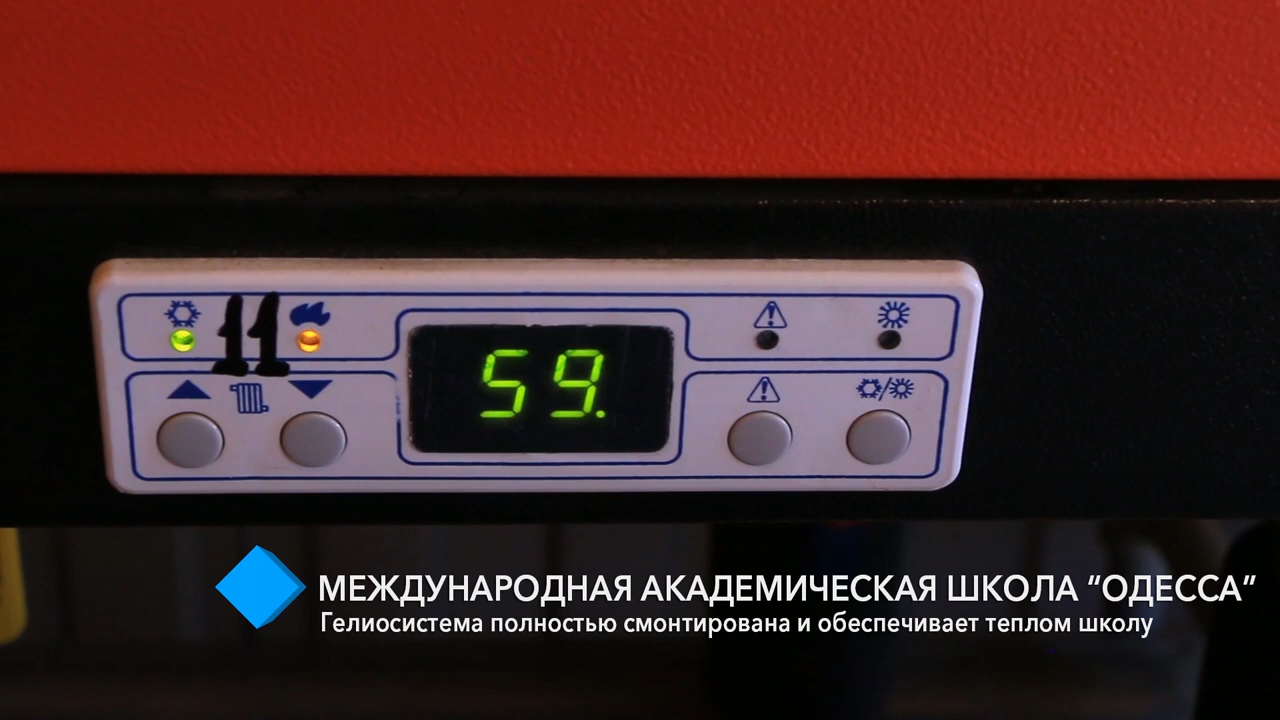 11
59.
МЕЖДУНАРОДНАЯ АКАДЕМИЧЕСКАЯ ШКОЛА “ОДЕССА”
Гелиосистема полностью смонтирована и обеспечивает теплом школу